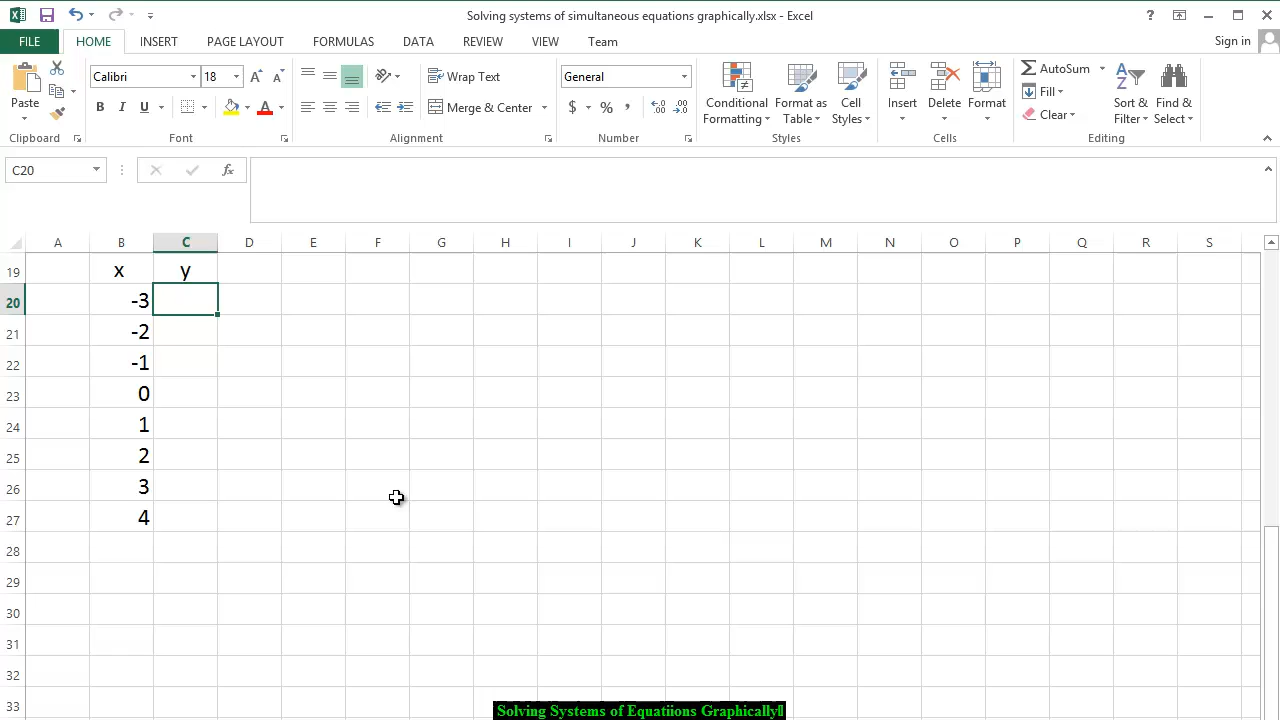 Solving systems of simultaneous equations graphically.xlsx - Excel
FILE HOME INSERT PAGE LAYOUT FORMULAS DATA REVIEW VIEW Team Sign in
Paste
Clipboard
Calibri 18
B I U A
Font
Wrap Text
Merge & Center
Alignment
General
$ % ,
Number
Conditional Formatting
Format as Table
Cell Styles
Styles
Insert
Delete
Format
Cells
AutoSum
Fill
Clear
Sort & Filter
Find & Select
Editing
C20 fx
A B C D E F G H I J K L M N O P Q R S
19 x y
20 -3
21 -2
22 -1
23 0
24 1
25 2
26 3
27 4
28
29
30
31
32
33
Solving Systems of Equatiions Graphically